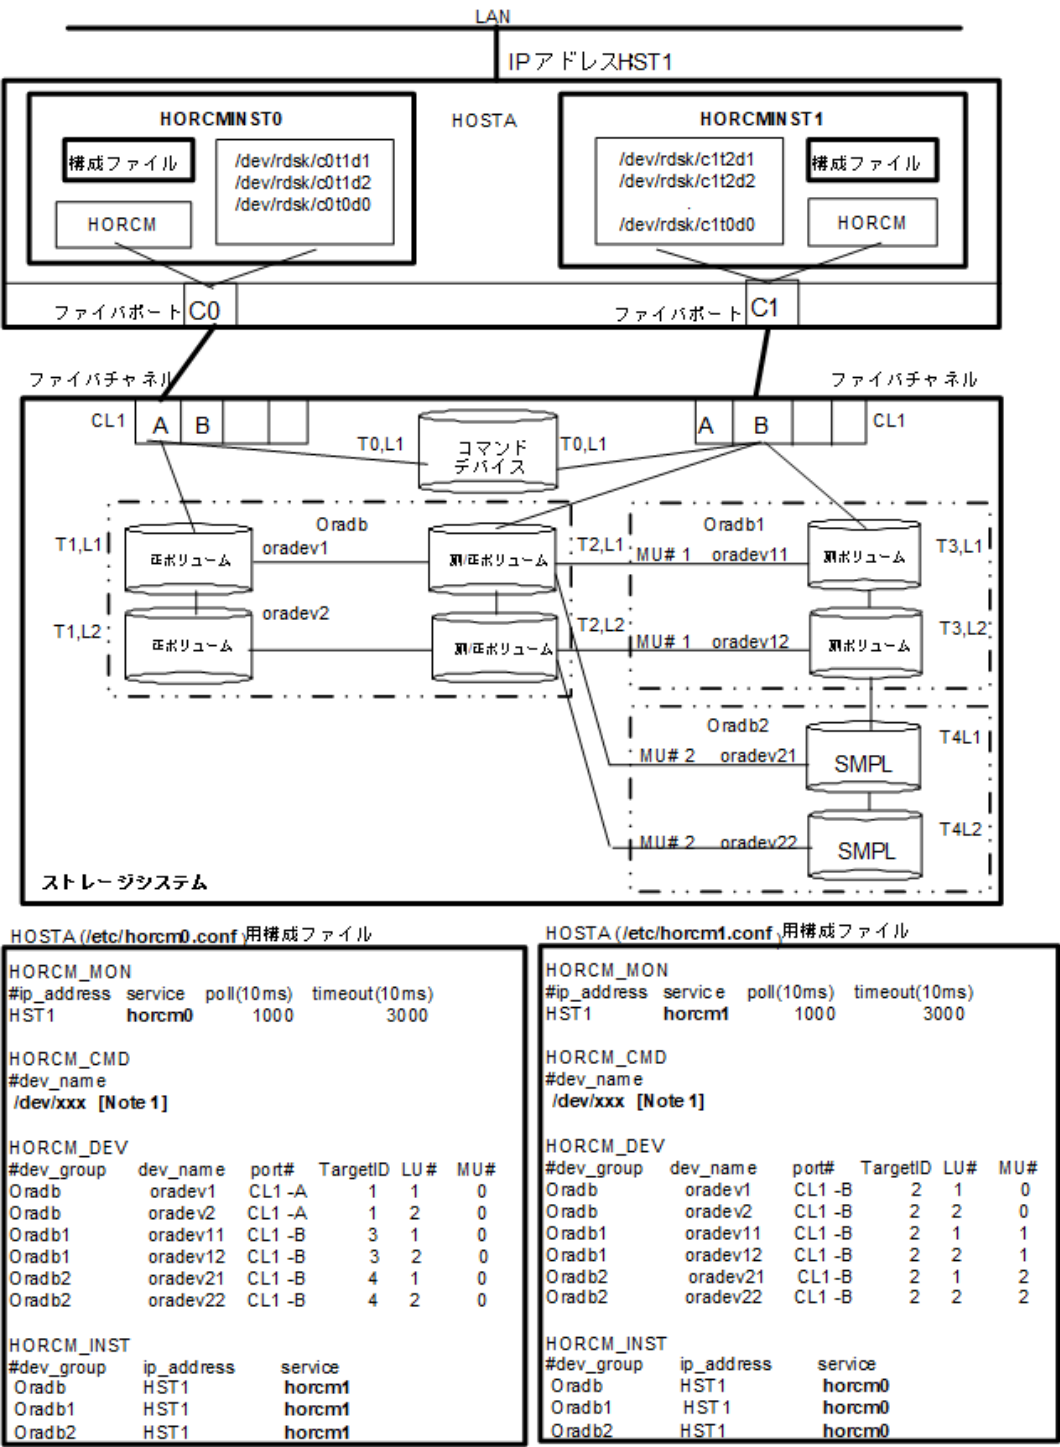 LAN
IPアドレスHST1
HORCMINST0
HOSTA
HORCMINST1
構成ファイル
/dev/rdsk/c0t1d1
/dev/rdsk/c0t1d2
/dev/rdsk/c0t0d0
HORCM
/dev/rdsk/c1t2d1
/dev/rdsk/c1t2d2
.
/dev/rdsk/c1t0d0
構成ファイル
HORCM
ファイバポート C0
ファイバポート C1
ファイバチャネル
ファイバチャネル
CL1 A B
A B CL1
T0,L1
コマンド
デバイス
T0,L1
Oradb
Oradb1
T1,L1
正ボリューム
oradev1
副/正ボリューム
T2,L1
MU# 1 oradev11
副ボリューム
T3,L1
T1,L2
正ボリューム
oradev2
副/正ボリューム
T2,L2
MU# 1 oradev12
副ボリューム
T3,L2
Oradb2
MU# 2 oradev21
SMPL
T4L1
MU# 2 oradev22
SMPL
T4L2
ストレージシステム
HOSTA (/etc/horcm0.conf )用構成ファイル
HORCM_MON
#ip_address service poll(10ms) timeout(10ms)
HST1 horcm0 1000 3000
HORCM_CMD
#dev_name
/dev/xxx [Note 1]
HORCM_DEV
#dev_group dev_name port# TargetID LU# MU#
Oradb oradev1 CL1 -A 1 1 0
Oradb oradev2 CL1 -A 1 2 0
Oradb1 oradev11 CL1 -B 3 1 0
Oradb1 oradev12 CL1 -B 3 2 0
Oradb2 oradev21 CL1 -B 4 1 0
Oradb2 oradev22 CL1 -B 4 2 0
HORCM_INST
#dev_group ip_address service
Oradb HST1 horcm1
Oradb1 HST1 horcm1
Oradb2 HST1 horcm1
HOSTA (/etc/horcm1.conf )用構成ファイル
HORCM_MON
#ip_address service poll(10ms) timeout(10ms)
HST1 horcm1 1000 3000
HORCM_CMD
#dev_name
/dev/xxx [Note 1]
HORCM_DEV
#dev_group dev_name port# TargetID LU# MU#
Oradb oradev1 CL1 -B 2 1 0
Oradb oradev2 CL1 -B 2 2 0
Oradb1 oradev11 CL1 -B 2 1 1
Oradb1 oradev12 CL1 -B 2 2 1
Oradb2 oradev21 CL1 -B 2 1 2
Oradb2 oradev22 CL1 -B 2 2 2
HORCM_INST
#dev_group ip_address service
Oradb HST1 horcm0
Oradb1 HST1 horcm0
Oradb2 HST1 horcm0